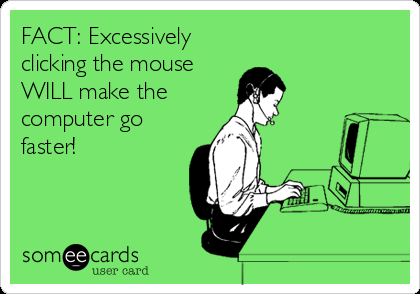 FACT: Excessively
clicking the mouse
WILL make the
computer go
faster!
someecards
user card